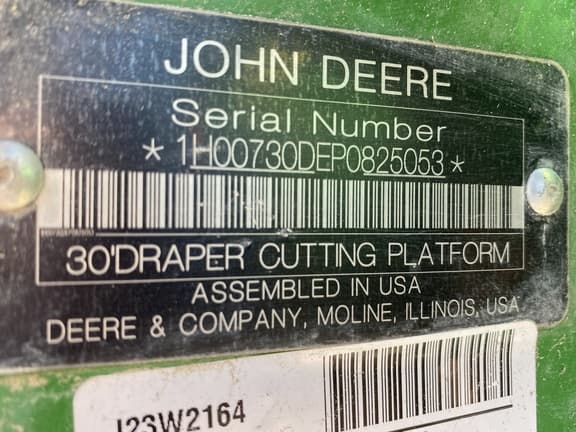 JOHN DEERE
Serial Number
*1H00730DEP0825053*
30'DRAPER CUTTING PLATFORM
ASSEMBLED IN USA
DEERE & COMPANY, MOLINE, ILLINOIS, USA
J23W2164